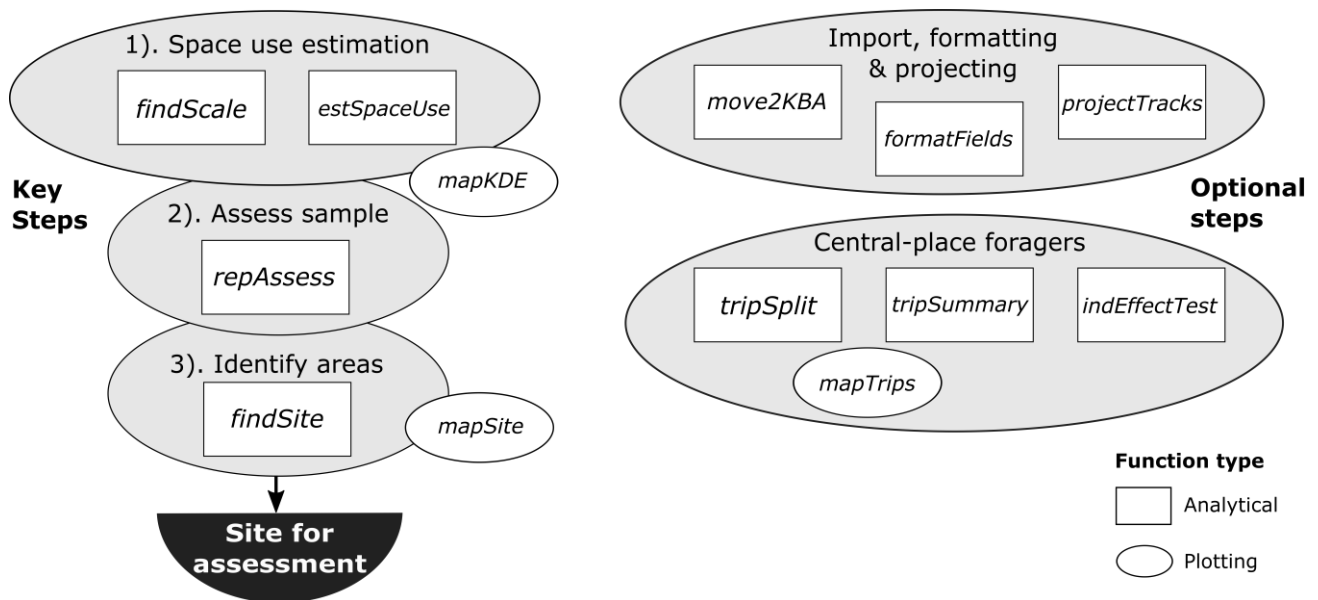 1). Space use estimation
findScale
estSpaceUse
mapKDE
Key
Steps
2). Assess sample
repAssess
3). Identify areas
findSite
mapSite
Site for
assessment
Import, formatting
& projecting
move2KBA
formatFields
projectTracks
Optional
steps
Central-place foragers
tripSplit
tripSummary
indEffectTest
mapTrips
Function type
Analytical
Plotting